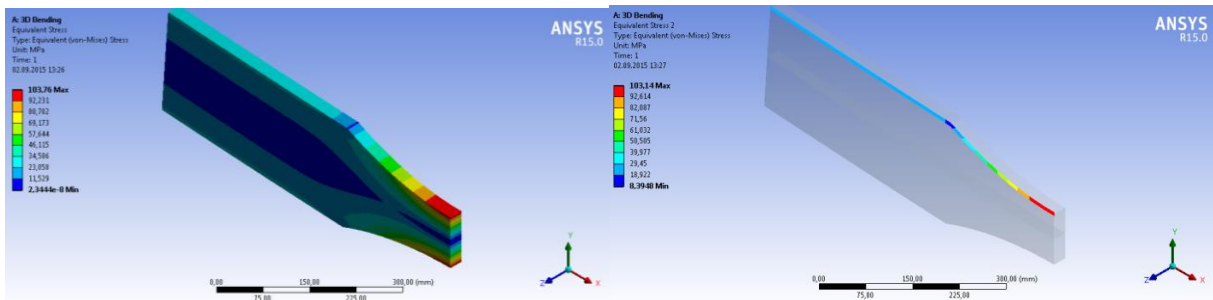 A: 3D Bending
Equivalent Stress
Type: Equivalent (von-Mises) Stress
Unit: MPa
Time: 1
02.09.2015 13:26
103,76 Max
92,231
80,702
69,173
57,644
46,115
34,586
23,058
11,529
2,3444e-8 Min
ANSYS
R15.0
0,00
150,00
300,00 (mm)
75,00
225,00
Y
Z
X
A: 3D Bending
Equivalent Stress 2
Type: Equivalent (von-Mises) Stress
Unit: MPa
Time: 1
02.09.2015 13:27
103,14 Max
92,614
82,087
71,56
61,032
50,505
39,977
29,45
18,922
8,3948 Min
ANSYS
R15.0
0,00
150,00
300,00 (mm)
75,00
225,00
Y
Z
X